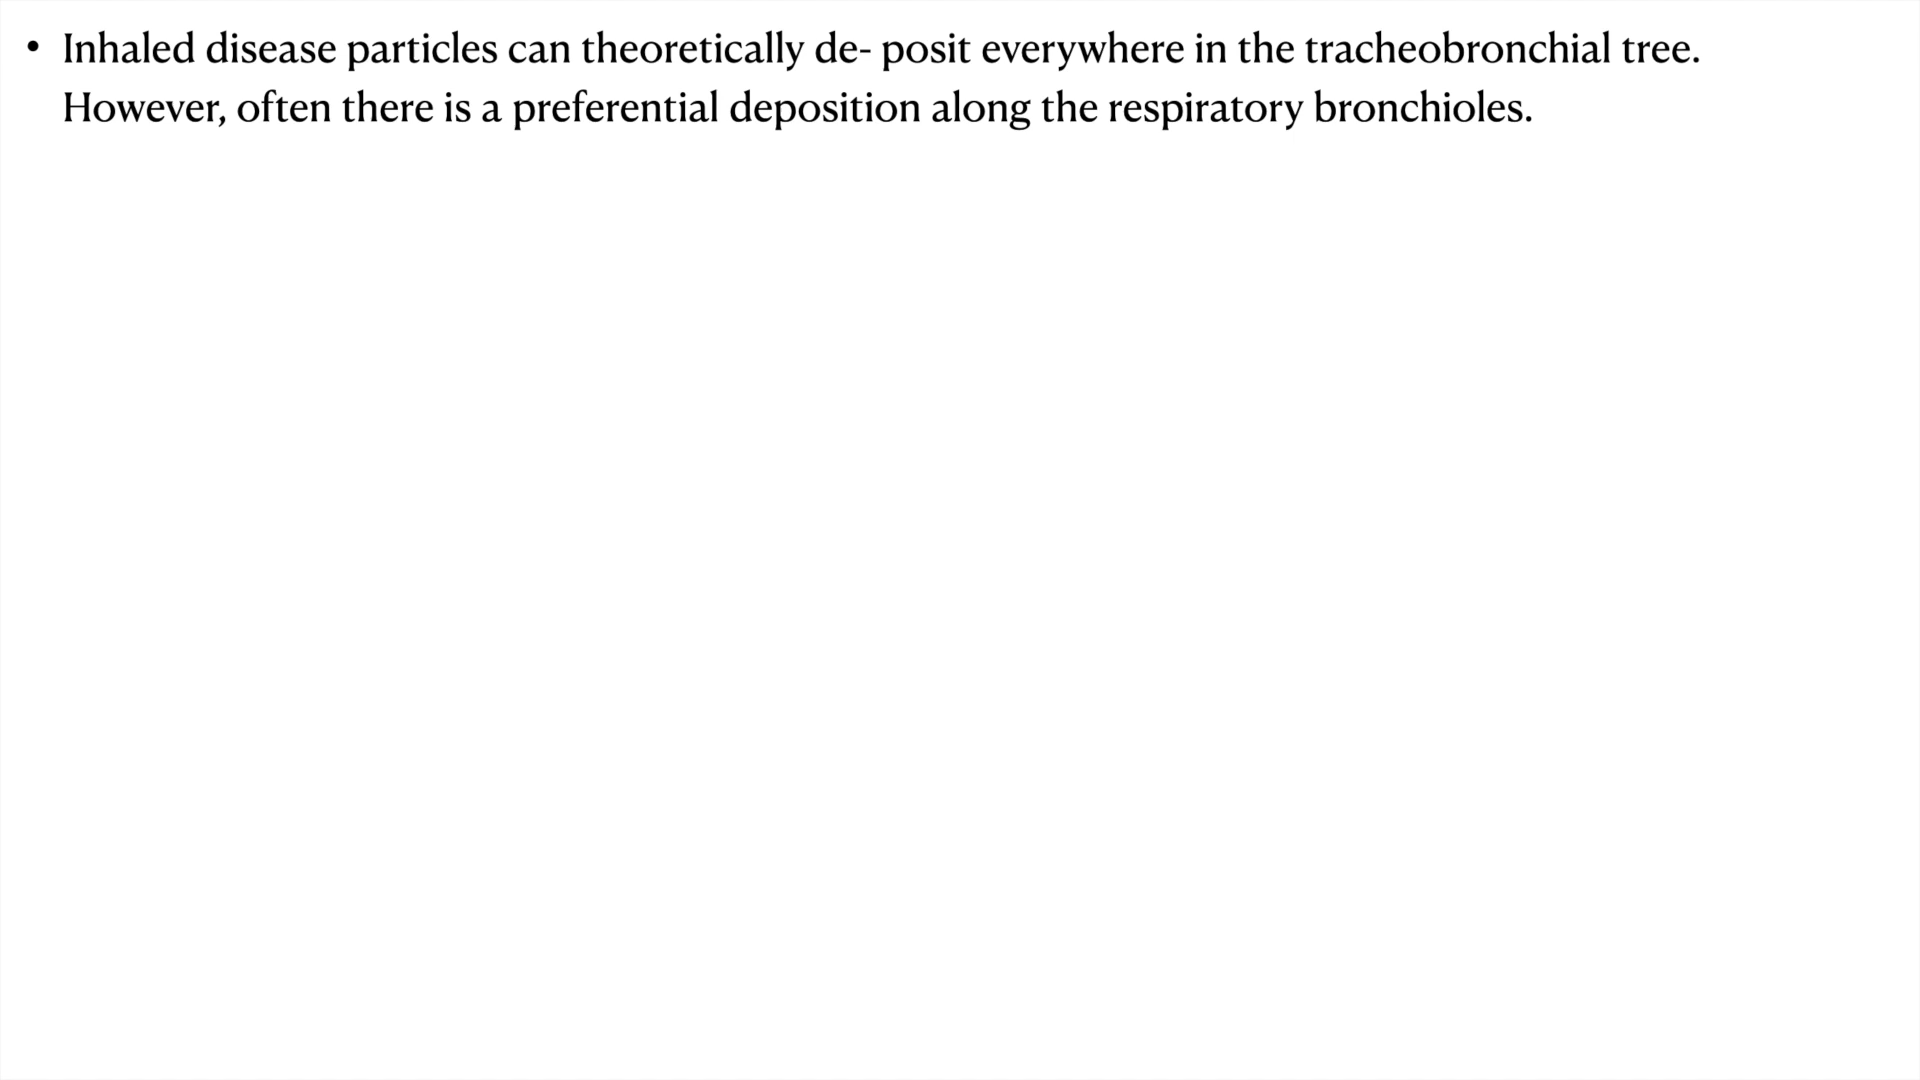 • Inhaled disease particles can theoretically de- posit everywhere in the tracheobronchial tree.
However, often there is a preferential deposition along the respiratory bronchioles.